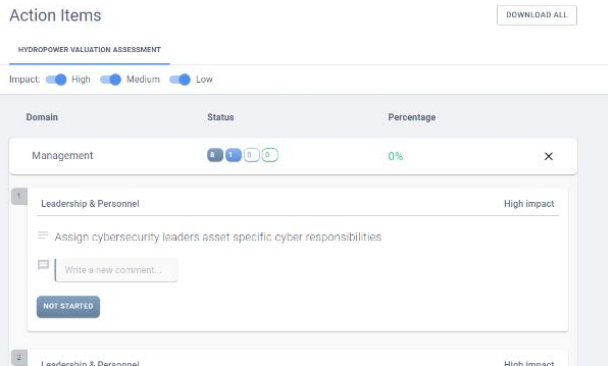 Action Items
DOWNLOAD ALL
HYDROPOWER VALUATION ASSESSMENT
Impact: High Medium Low
Domain Status Percentage
Management 8 1 0 0 0%
1
Leadership & Personnel High impact
Assign cybersecurity leaders asset specific cyber responsibilities
Write a new comment...
NOT STARTED
2
Leadership & Personnel High impact